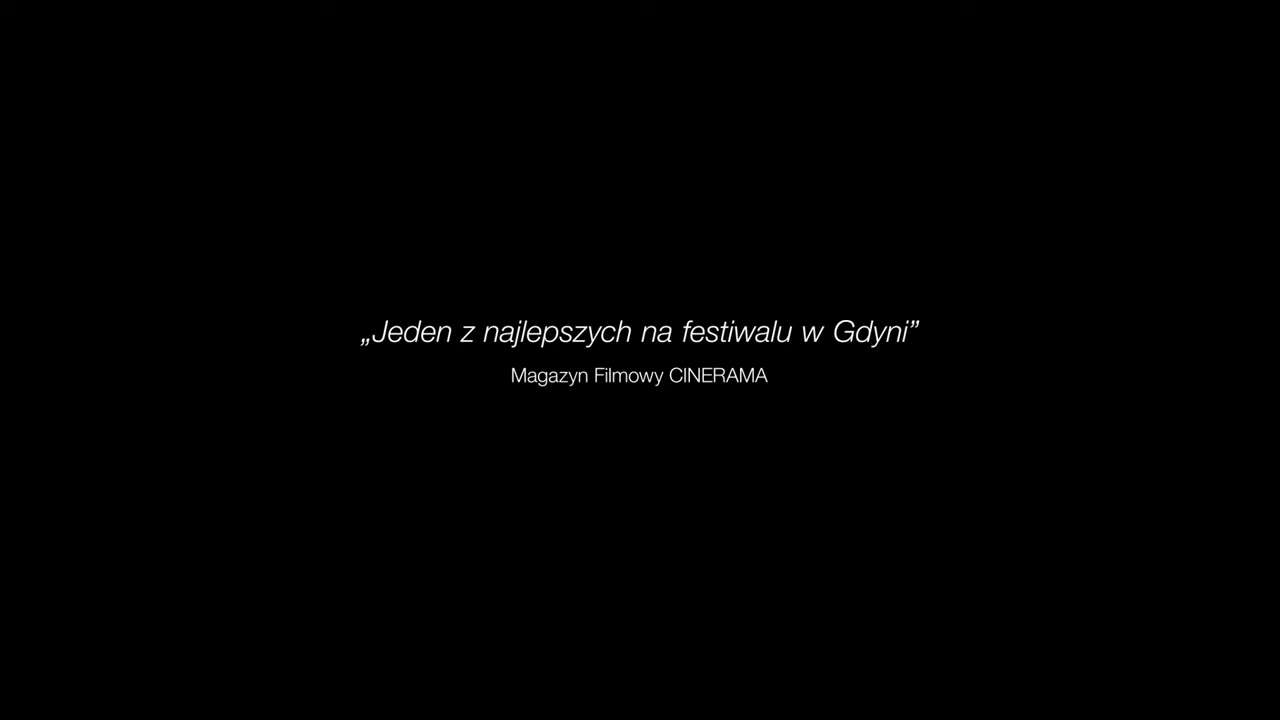 „Jeden z najlepszych na festiwalu w Gdyni”
Magazyn Filmowy CINERAMA